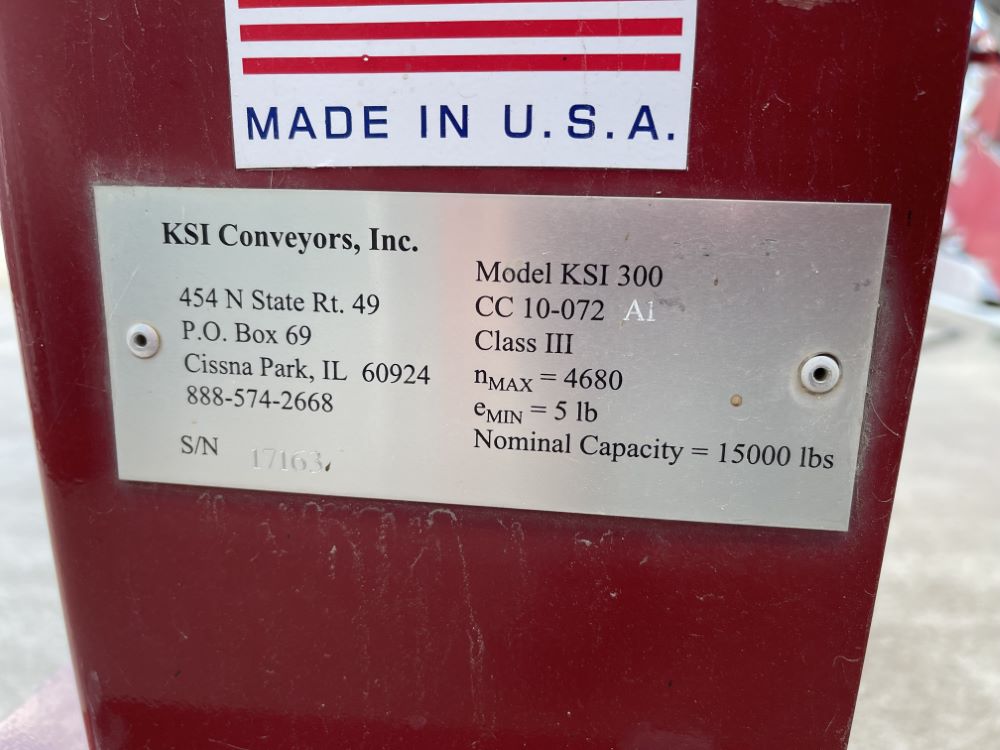 MADE IN U.S.A.
KSI Conveyors, Inc.
454 N State Rt. 49
P.O. Box 69
Cissna Park, IL 60924
888-574-2668
S/N 17163
Model KSI 300
CC 10-072 A1
Class III
nMAX = 4680
eMIN = 5 lb
Nominal Capacity = 15000 lbs